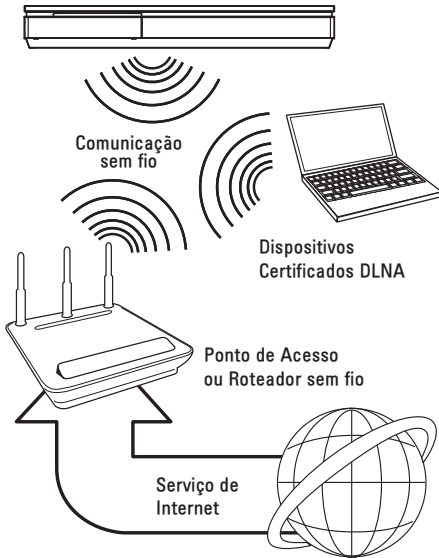 Comunicação
sem fio
Dispositivos
Certificados DLNA
Ponto de Acesso
ou Roteador sem fio
Serviço de
Internet